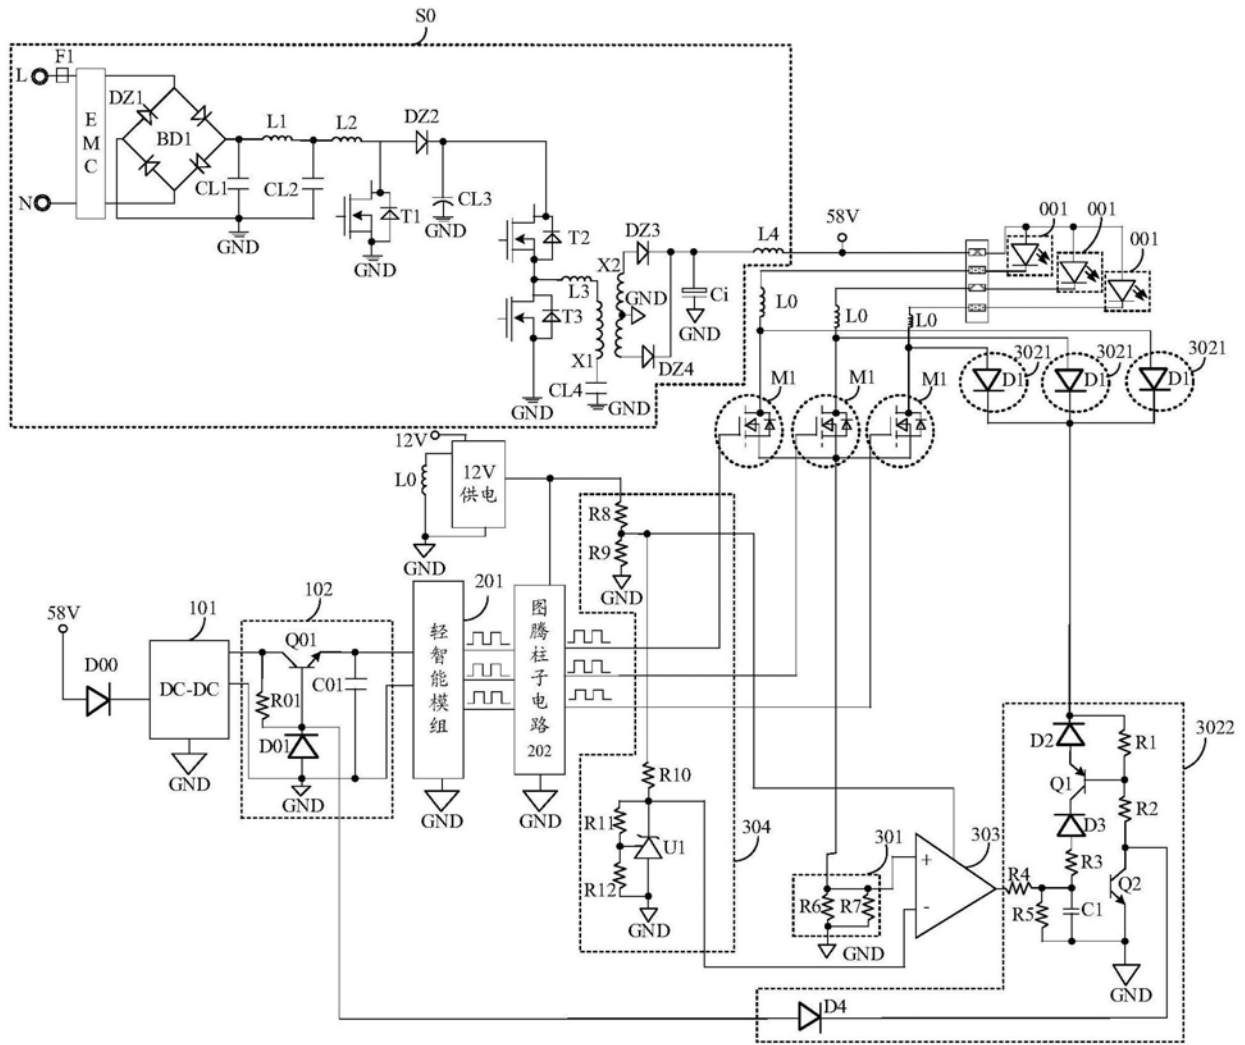 S0
L
F1
EMC
N
DZ1
BD1
L1
L2
CL1
CL2
GND
DZ2
T1
GND
CL3
GND
T2
T3
GND
L3
X1
X2
CL4
GND
GND
DZ3
DZ4
Ci
GND
L4
58V
001
001
001
L0
L0
L0
M1
M1
M1
3021
3021
3021
D1
D1
D1
12V
L0
12V
供电
GND
R8
R9
GND
58V
D00
101
DC-DC
GND
102
Q01
R01
C01
D01
GND
201
轻智能模组
GND
图腾柱子电路
202
GND
R10
R11
R12
U1
GND
304
301
R6
R7
GND
303
+
-
R4
R5
C1
R3
D3
Q1
D2
R1
R2
Q2
GND
3022
D4